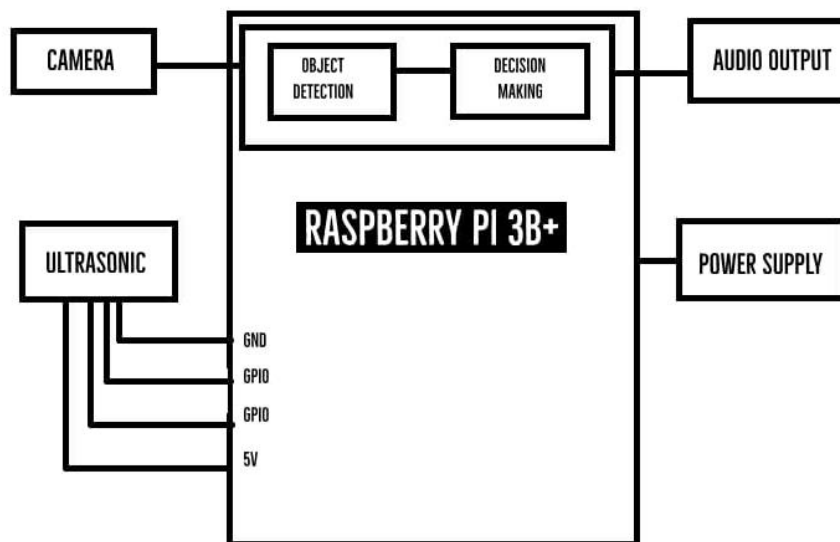 CAMERA
OBJECT
DETECTION
DECISION
MAKING
AUDIO OUTPUT
RASPBERRY PI 3B+
ULTRASONIC
POWER SUPPLY
GND
GPIO
GPIO
5V